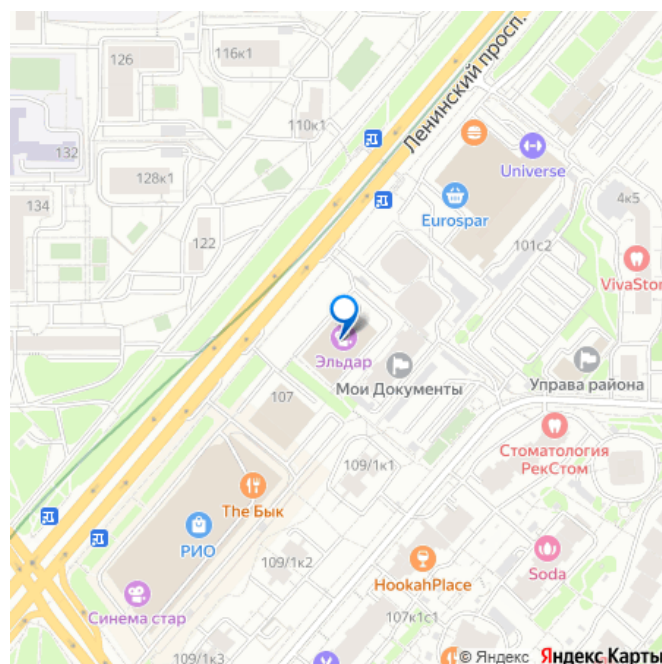 116к1
126
Ленинский просп.
110к1
132
128к1
Universe
134
4к5
Eurospar
122
101с2
VivaStor
Эльдар
Мои Документы
Управа района
107
Стоматология
РекСтом
109/1к1
The Бык
РИО
109/1к2
HookahPlace
Soda
Синема стар
107к1с1
109/1к3
© Яндекс Яндекс Карты